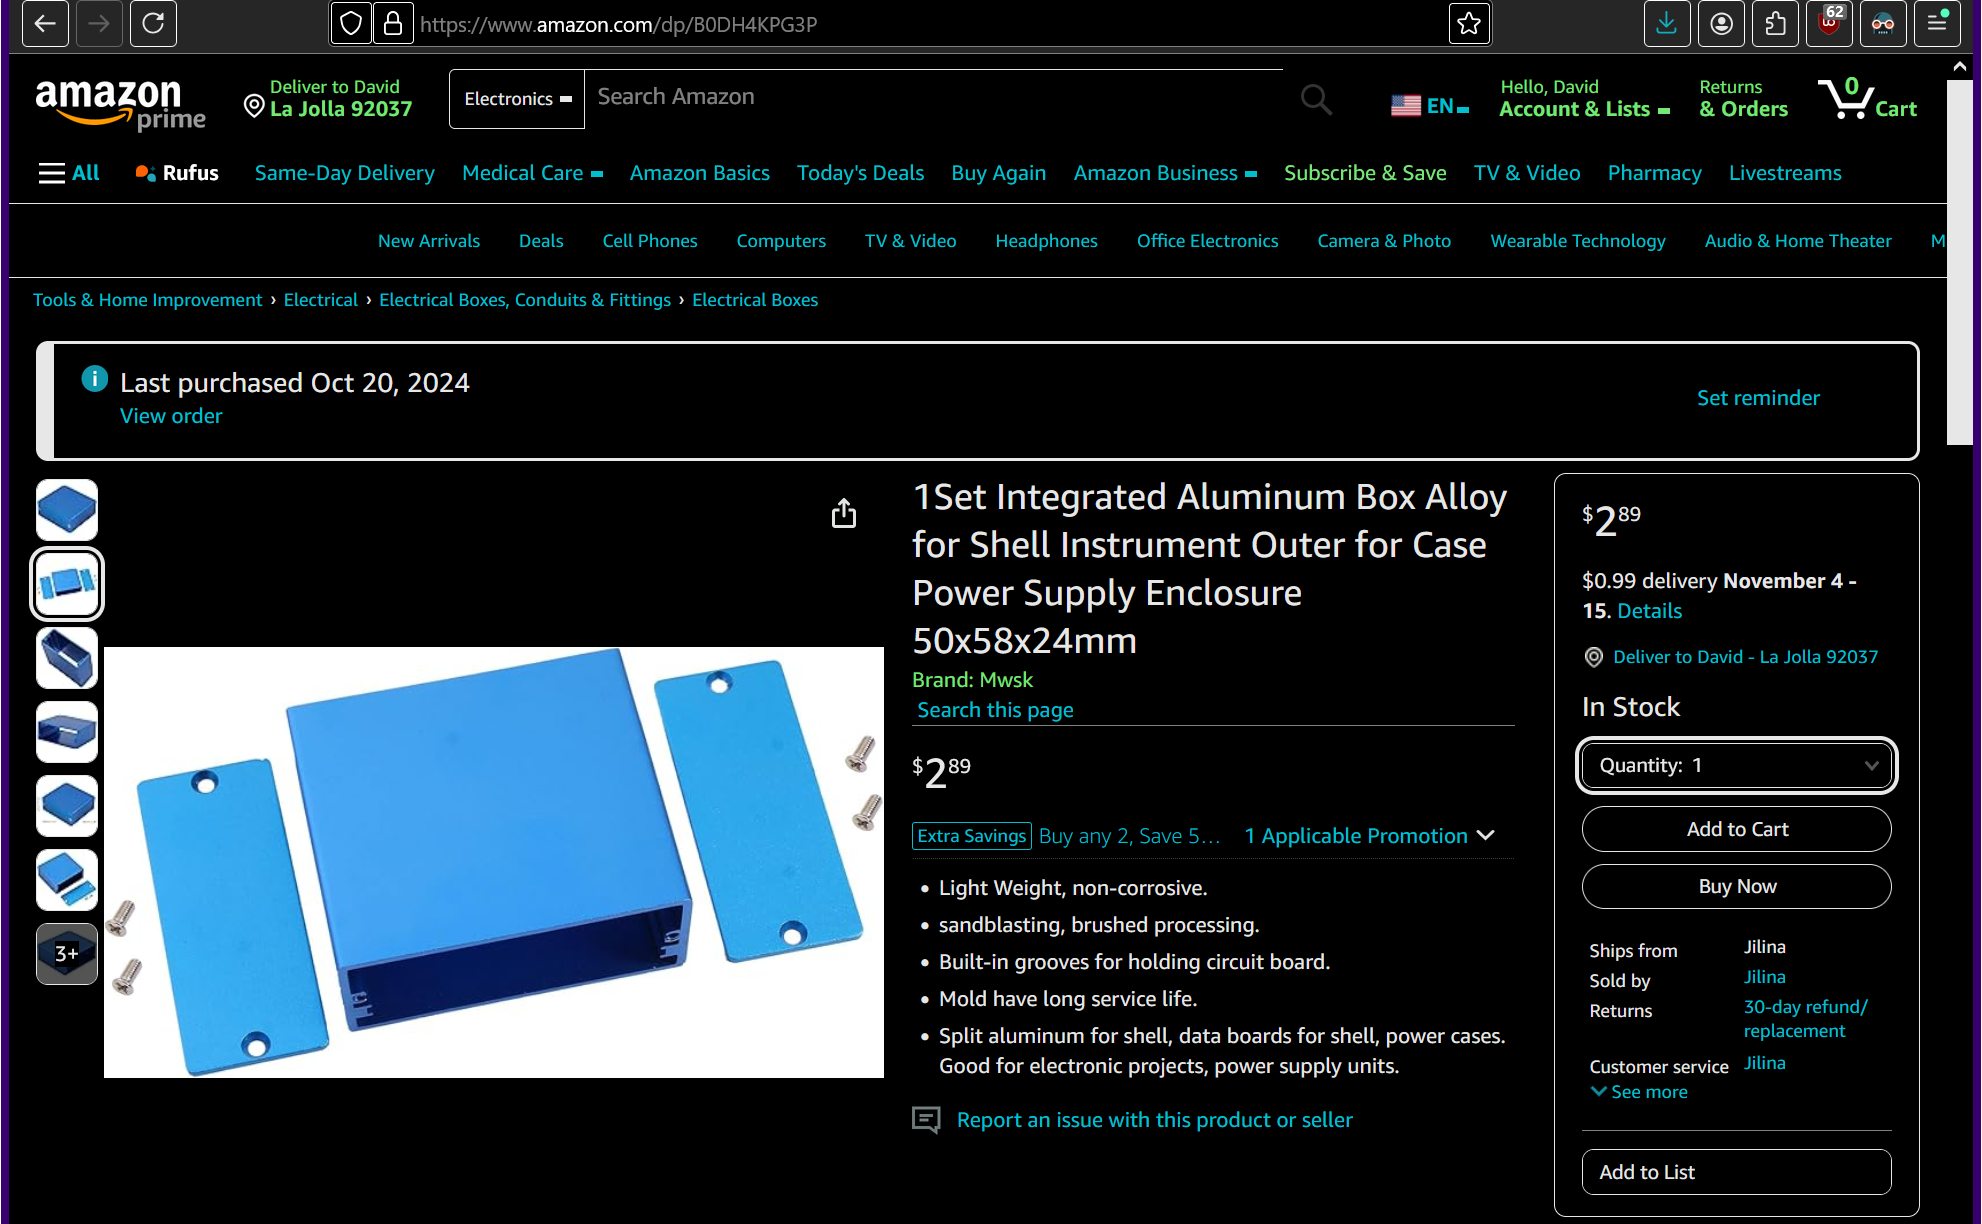 https://www.amazon.com/dp/B0DH4KPG3P
62
amazon
prime
Deliver to David
La Jolla 92037
Electronics
Search Amazon
EN
Hello, David
Account & Lists
Returns
& Orders
0
Cart
All
Rufus
Same-Day Delivery
Medical Care
Amazon Basics
Today's Deals
Buy Again
Amazon Business
Subscribe & Save
TV & Video
Pharmacy
Livestreams
New Arrivals
Deals
Cell Phones
Computers
TV & Video
Headphones
Office Electronics
Camera & Photo
Wearable Technology
Audio & Home Theater
M
Tools & Home Improvement › Electrical › Electrical Boxes, Conduits & Fittings › Electrical Boxes
Last purchased Oct 20, 2024
View order
Set reminder
3+
1Set Integrated Aluminum Box Alloy
for Shell Instrument Outer for Case
Power Supply Enclosure
50x58x24mm
Brand: Mwsk
Search this page
$2 89
Extra Savings Buy any 2, Save 5… 1 Applicable Promotion
• Light Weight, non-corrosive.
• sandblasting, brushed processing.
• Built-in grooves for holding circuit board.
• Mold have long service life.
• Split aluminum for shell, data boards for shell, power cases.
Good for electronic projects, power supply units.
Report an issue with this product or seller
$2 89
$0.99 delivery November 4 -
15. Details
Deliver to David - La Jolla 92037
In Stock
Quantity: 1
Add to Cart
Buy Now
Ships from Jilina
Sold by Jilina
Returns 30-day refund/
replacement
Customer service Jilina
See more
Add to List